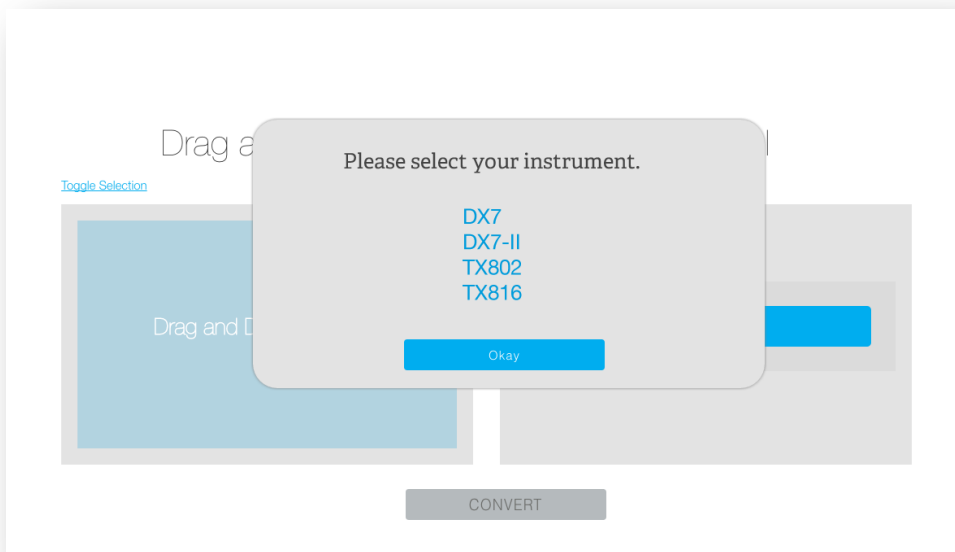 Drag a
Please select your instrument.
Toggle Selection
DX7
DX7-II
TX802
TX816
Drag and
Okay
CONVERT